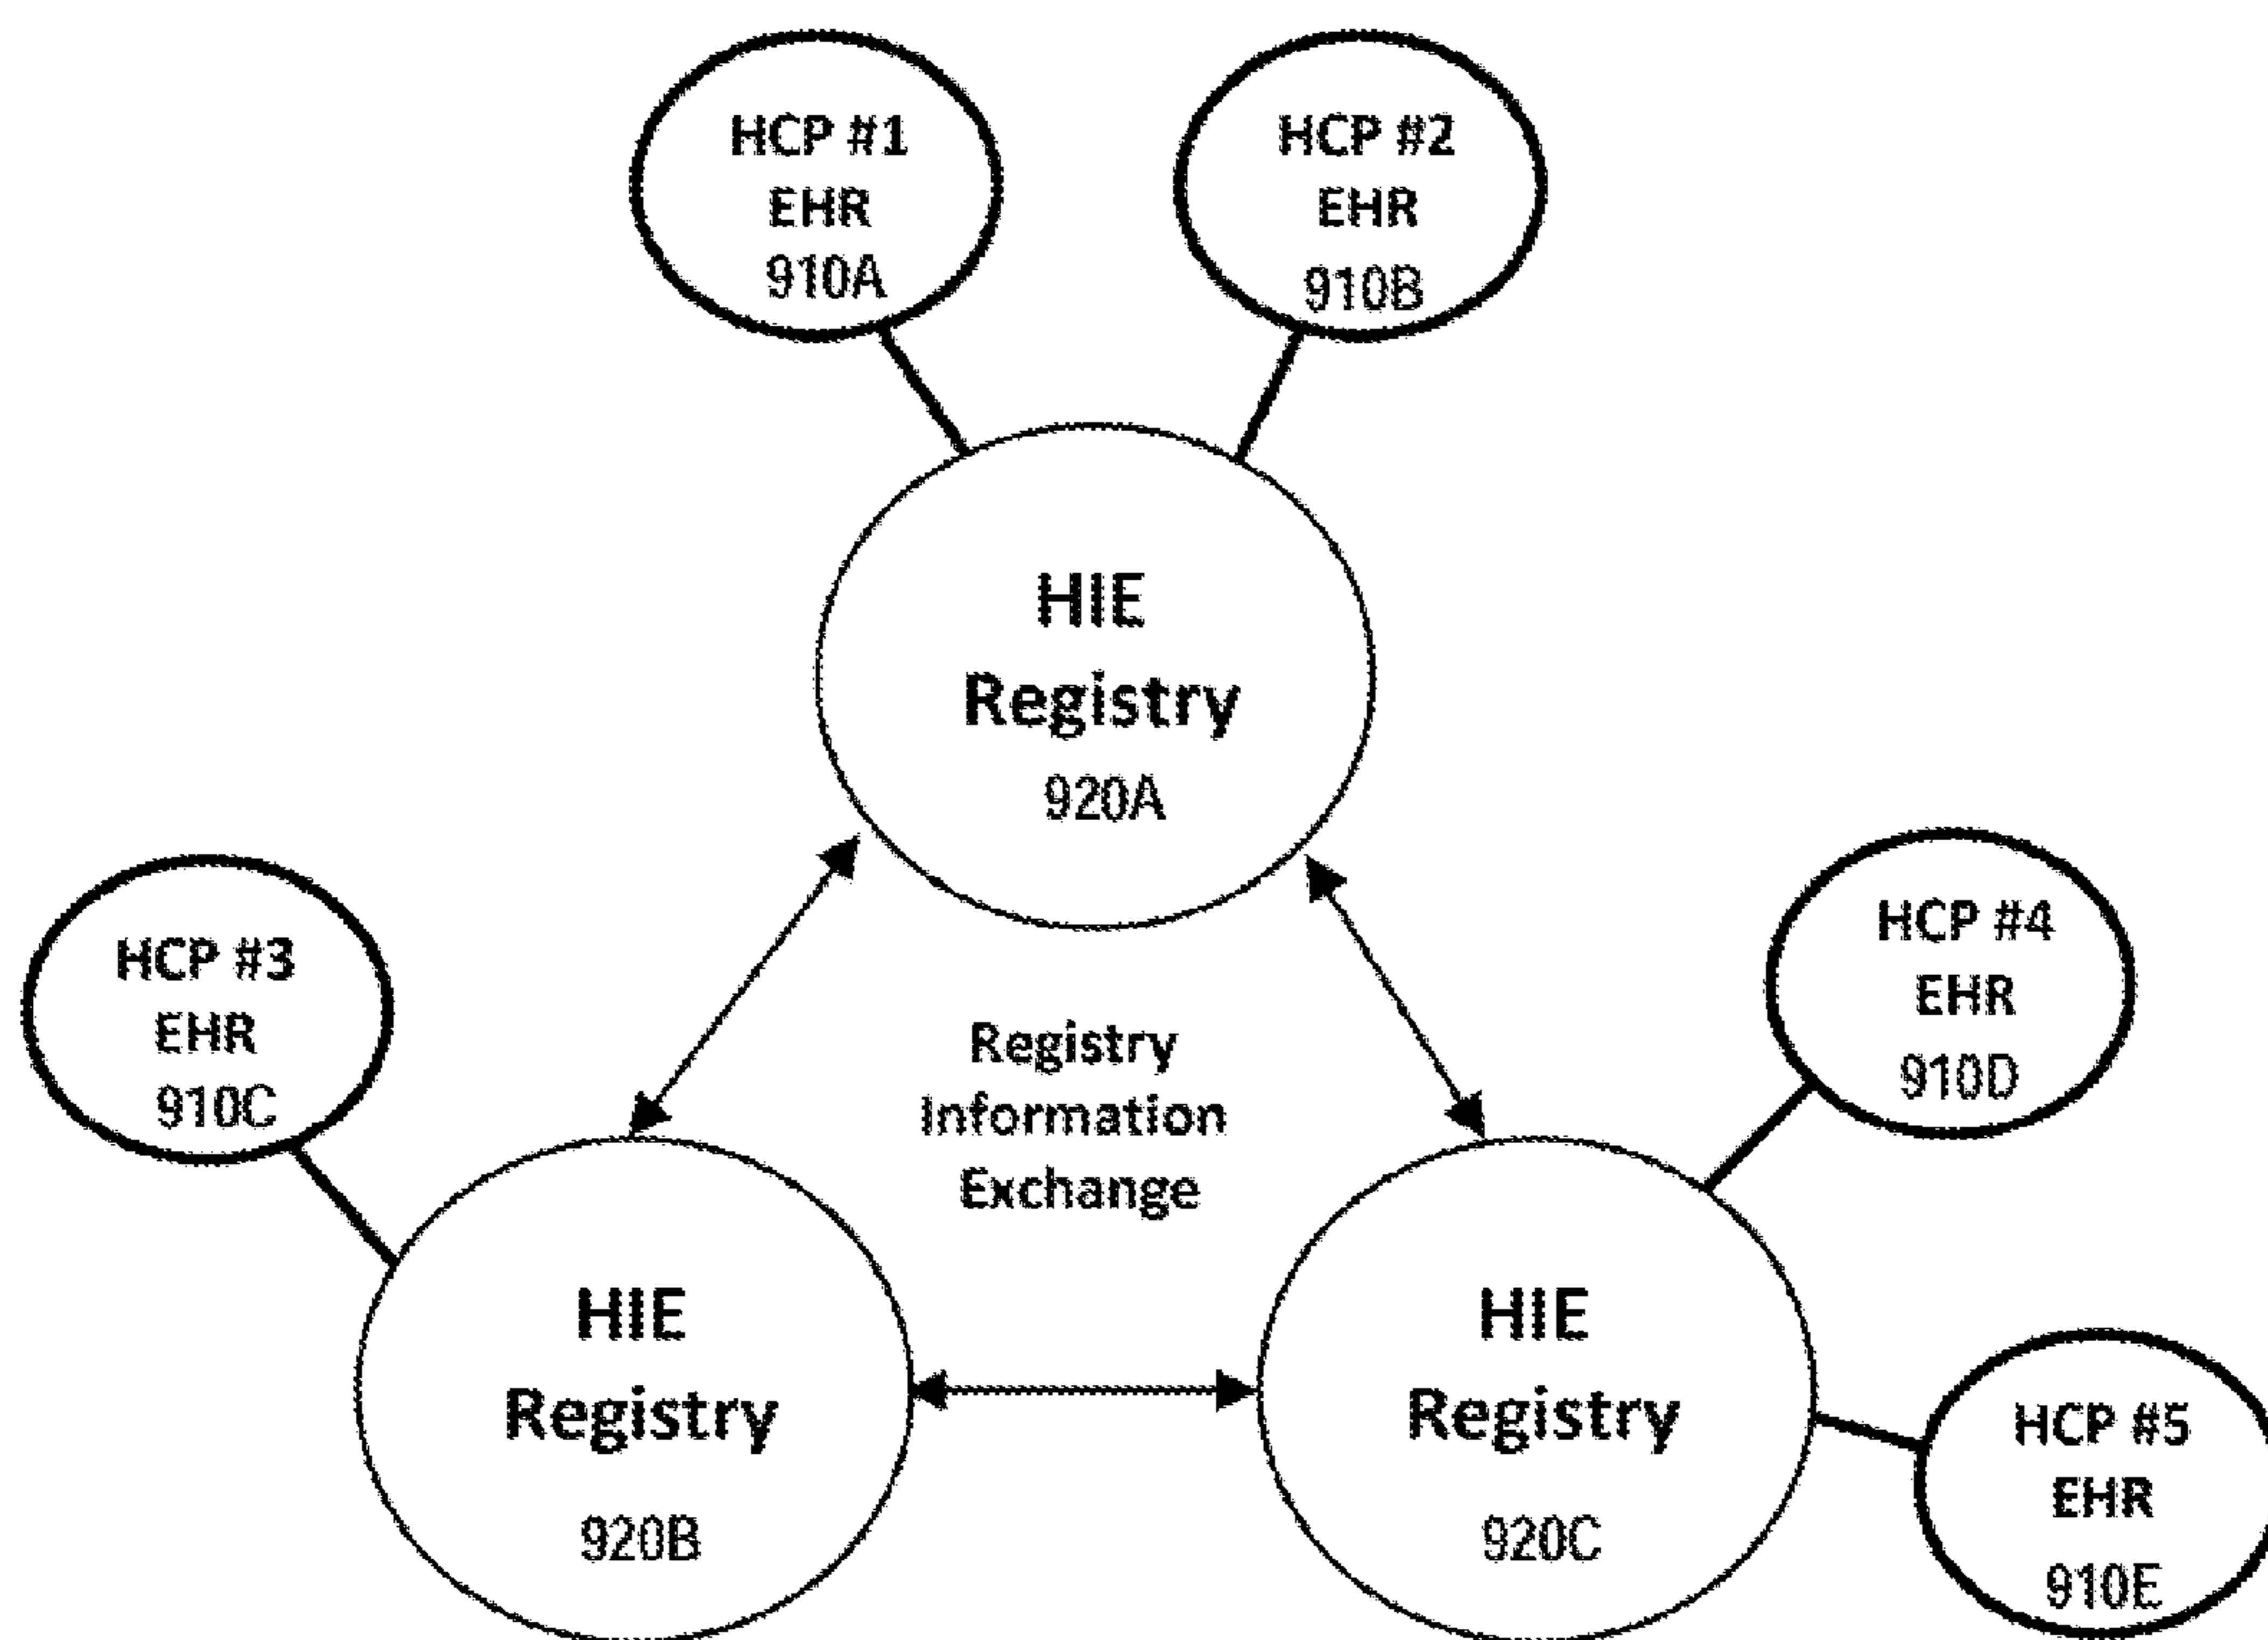 HCP #1
EHR
910A
HCP #2
EHR
910B
HIE
Registry
920A
HCP #3
EHR
910C
Registry
Information
Exchange
HCP #4
EHR
910D
HIE
Registry
920B
HIE
Registry
920C
HCP #5
EHR
910E